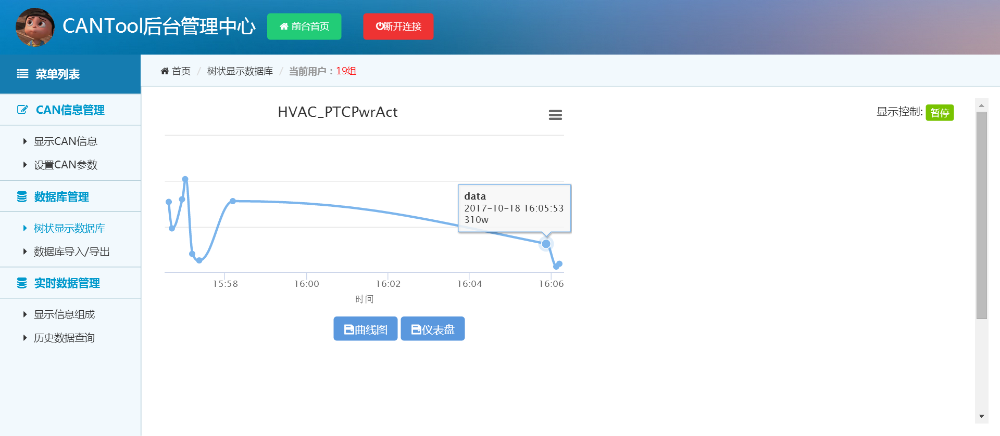 CANTool后台管理中心
前台首页
断开连接
菜单列表
首页 / 树状显示数据库 / 当前用户：19组
CAN信息管理
显示CAN信息
设置CAN参数
数据库管理
树状显示数据库
数据库导入/导出
实时数据管理
显示信息组成
历史数据查询
HVAC_PTCPwrAct
显示控制: 暂停
data
2017-10-18 16:05:53
310w
15:58 16:00 16:02 16:04 16:06
时间
曲线图 仪表盘